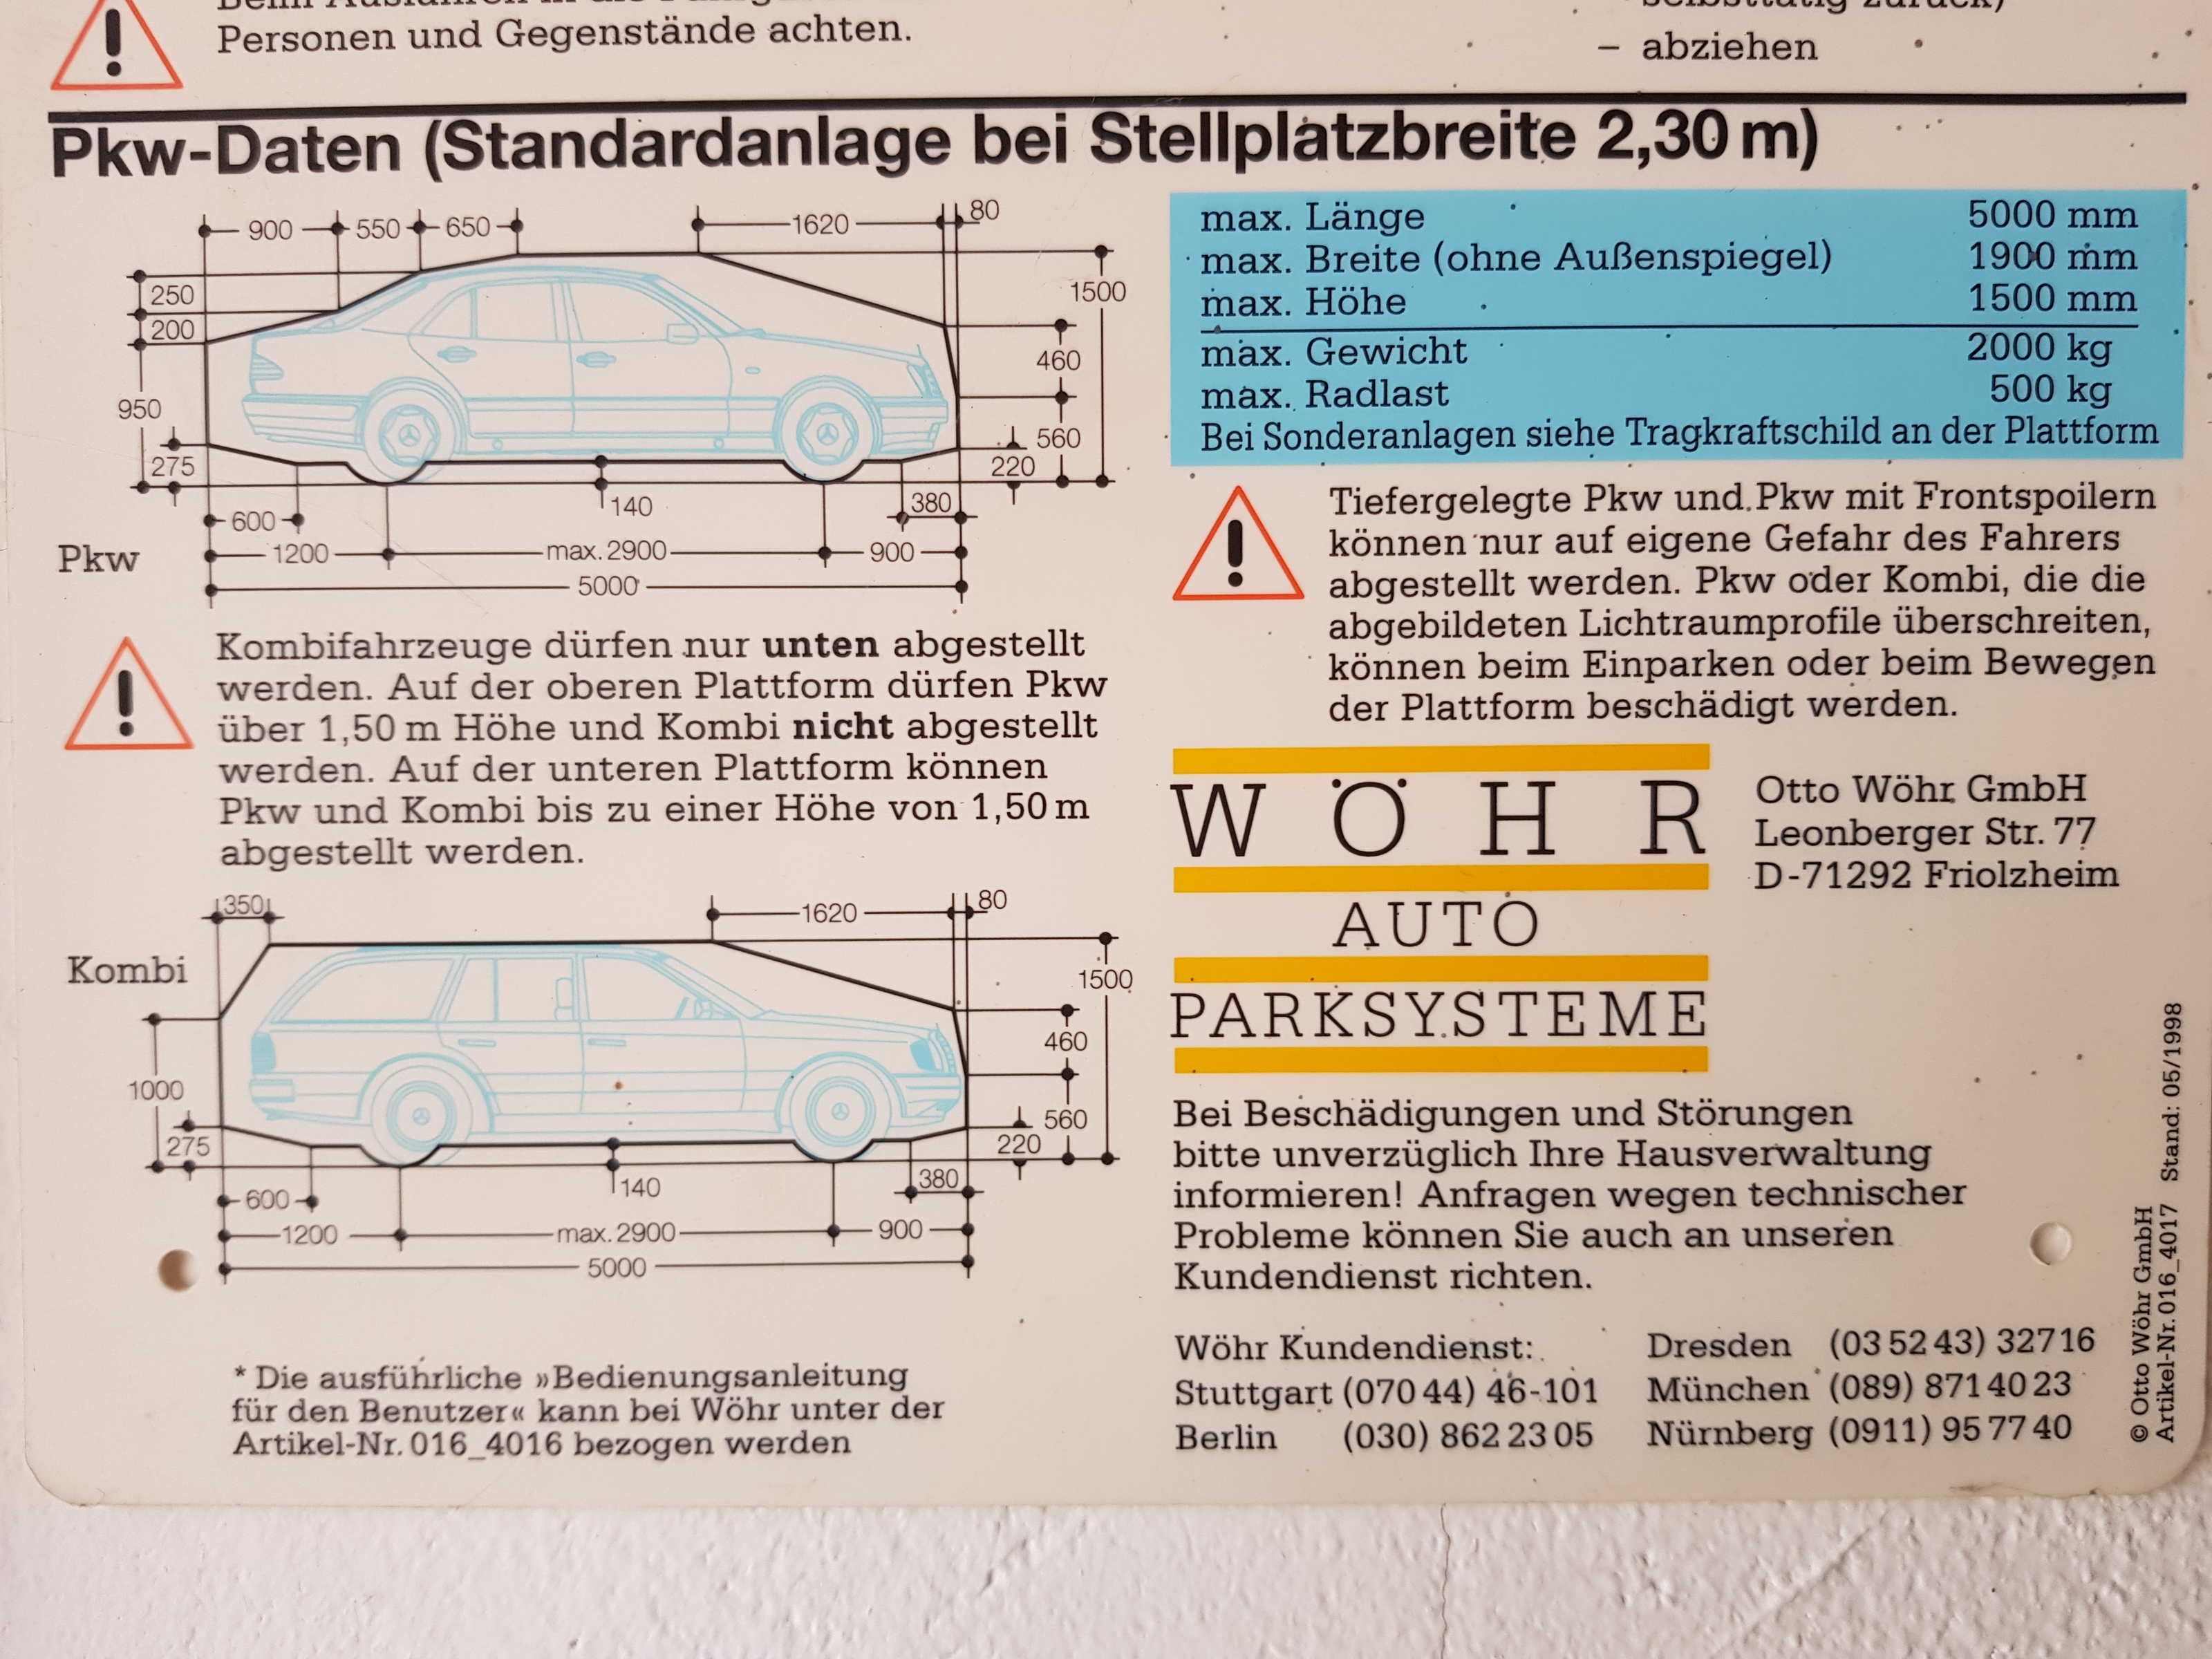 Personen und Gegenstände achten.
– abziehen
Pkw-Daten (Standardanlage bei Stellplatzbreite 2,30 m)
900 550 650 1620 80
250
200
950
275
1500
460
560
220
600
140
380
1200 max. 2900 900
5000
Pkw
max. Länge 5000 mm
max. Breite (ohne Außenspiegel) 1900 mm
max. Höhe 1500 mm
max. Gewicht 2000 kg
max. Radlast 500 kg
Bei Sonderanlagen siehe Tragkraftschild an der Plattform
Kombifahrzeuge dürfen nur unten abgestellt
werden. Auf der oberen Plattform dürfen Pkw
über 1,50 m Höhe und Kombi nicht abgestellt
werden. Auf der unteren Plattform können
Pkw und Kombi bis zu einer Höhe von 1,50 m
abgestellt werden.
Tiefergelegte Pkw und Pkw mit Frontspoilern
können nur auf eigene Gefahr des Fahrers
abgestellt werden. Pkw oder Kombi, die die
abgebildeten Lichtraumprofile überschreiten,
können beim Einparken oder beim Bewegen
der Plattform beschädigt werden.
350 1620 80
Kombi
1000
275
1500
460
560
220
600
140
380
1200 max. 2900 900
5000
WÖHR
AUTO
PARKSYSTEME
Otto Wöhr GmbH
Leonberger Str. 77
D-71292 Friolzheim
Bei Beschädigungen und Störungen
bitte unverzüglich Ihre Hausverwaltung
informieren! Anfragen wegen technischer
Probleme können Sie auch an unseren
Kundendienst richten.
* Die ausführliche »Bedienungsanleitung
für den Benutzer« kann bei Wöhr unter der
Artikel-Nr. 016_4016 bezogen werden
Wöhr Kundendienst: Dresden (03 52 43) 327 16
Stuttgart (070 44) 46-101 München (089) 871 40 23
Berlin (030) 862 23 05 Nürnberg (0911) 95 77 40
© Otto Wöhr GmbH
Artikel-Nr. 016_4017 Stand: 05/1998